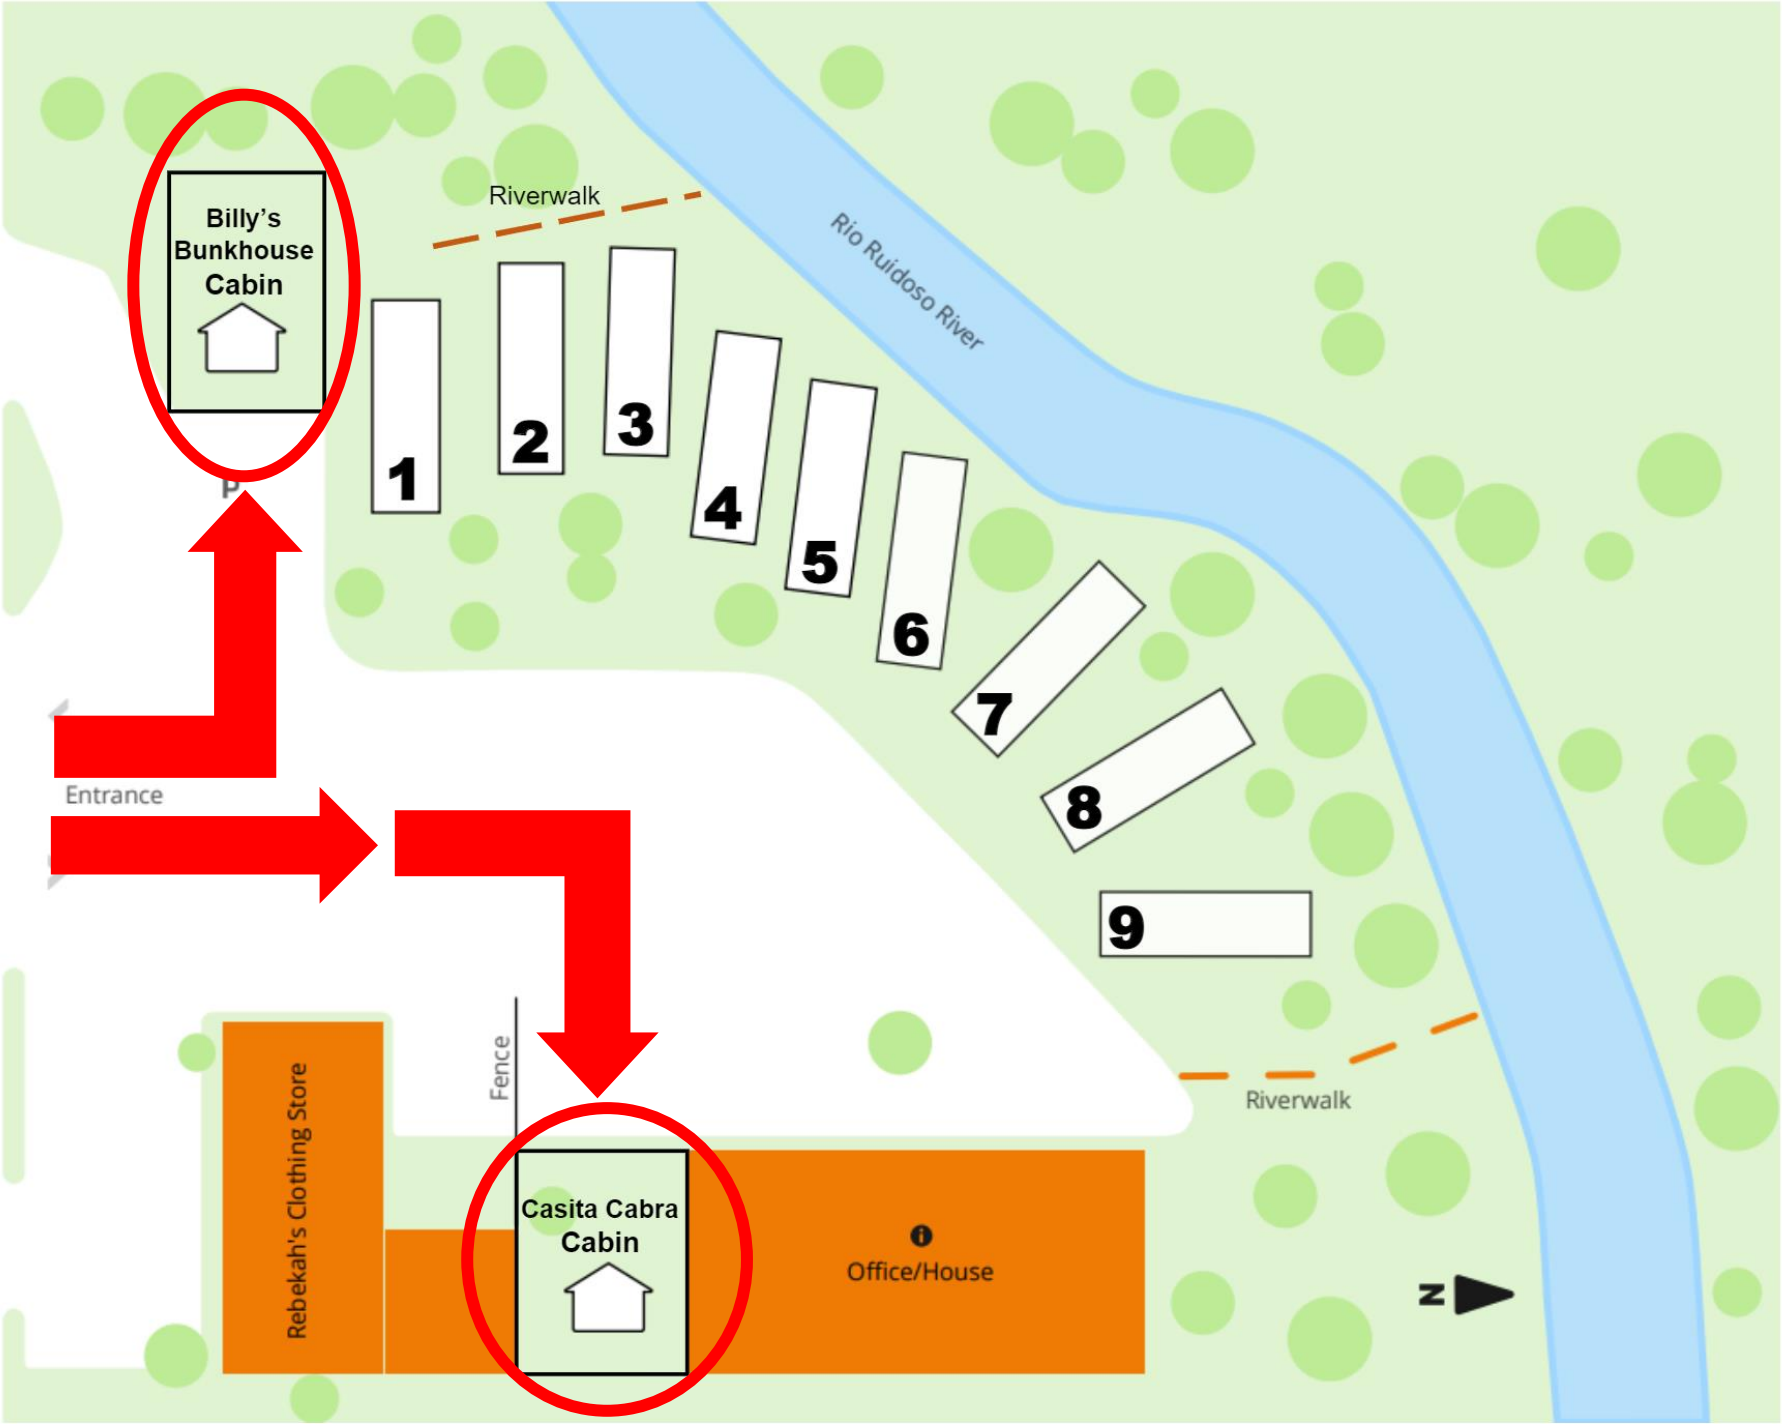 Billy's
Bunkhouse
Cabin
P
Riverwalk
Rio Ruidoso River
1
2
3
4
5
6
7
8
9
Entrance
Rebekah's Clothing Store
Fence
Casita Cabra
Cabin
Office/House
Riverwalk
N